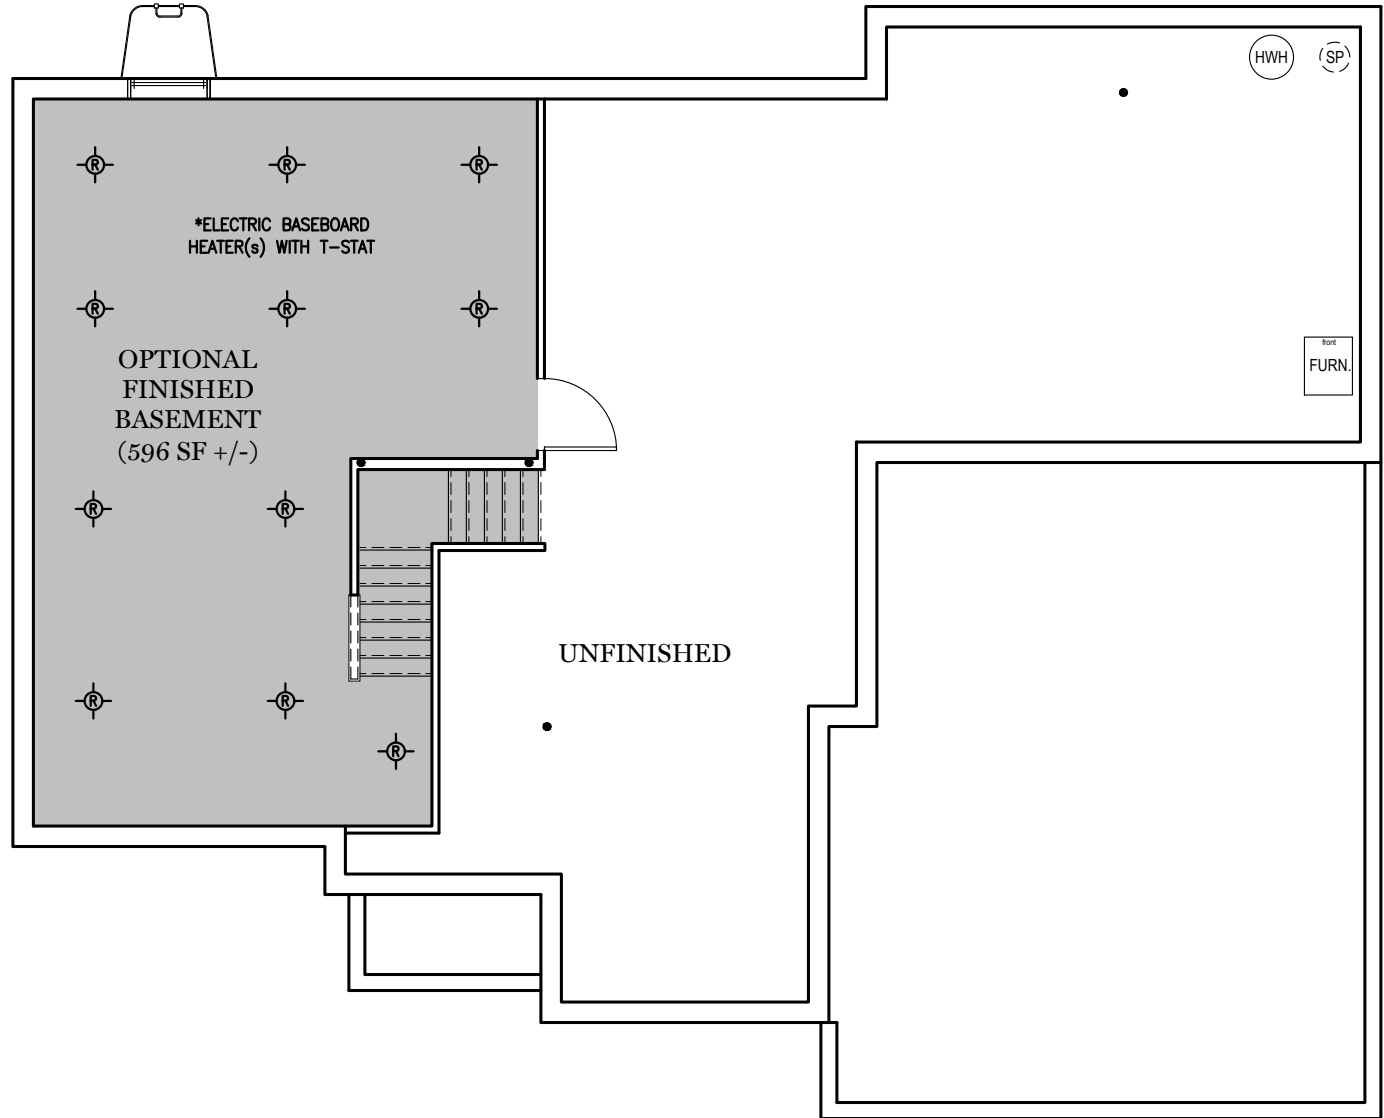 HWH
SP
R
R
R
*ELECTRIC BASEBOARD
HEATER(s) WITH T-STAT
R
R
R
front
FURN.
OPTIONAL
FINISHED
BASEMENT
(596 SF +/-)
R
R
UNFINISHED
R
R
R